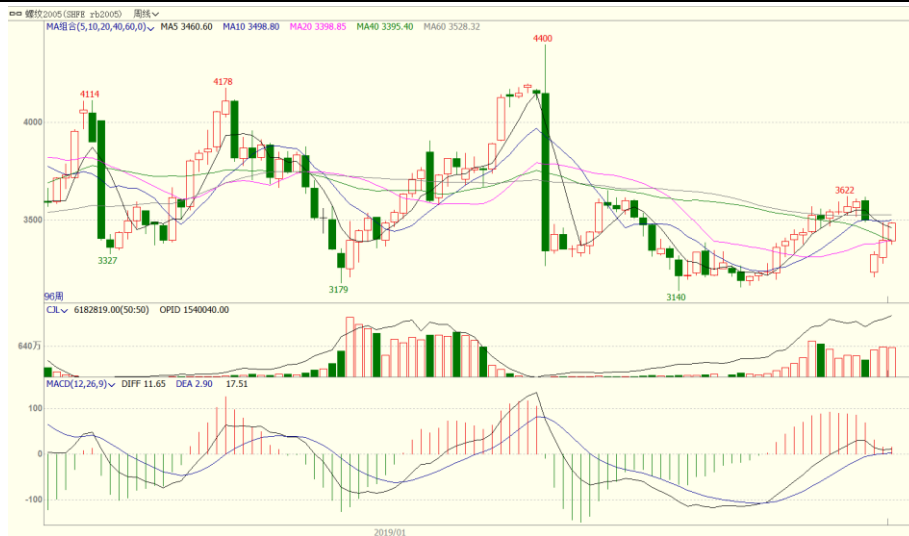 螺纹2005(SHFE rb2005) 周线
MA组合(5,10,20,40,60,0) MA5 3460.60 MA10 3498.80 MA20 3398.85 MA40 3395.40 MA60 3528.32
4400
4178
4114
4000
3622
3500
3327
3179
3140
96周
CJL 6182819.00(50:50) OPID 1540040.00
640万
MACD(12,26,9) DIFF 11.65 DEA 2.90 17.51
100
0
-100
2019/01